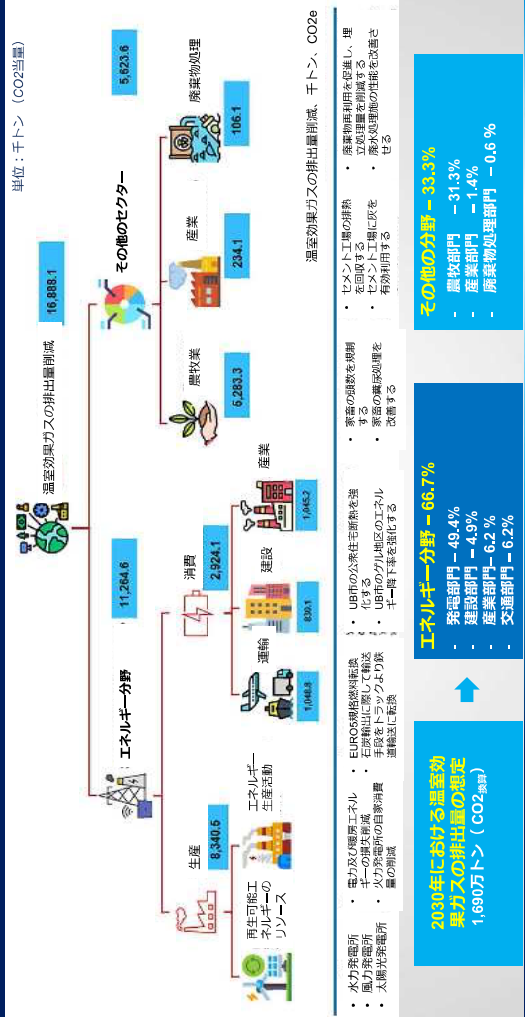 単位：千トン （CO2当量）
温室効果ガスの排出量削減
16,888.1
エネルギー分野
11,264.6
その他のセクター
5,623.6
生産
8,340.5
消費
2,924.1
再生可能エ
ネルギーの
リソース
エネルギー
生産活動
運輸
1,048.8
建設
830.1
産業
1,045.2
農牧業
5,283.3
産業
234.1
廃棄物処理
106.1
温室効果ガスの排出量削減、千トン、CO2e
• 水力発電所
• 風力発電所
• 太陽光発電所
• 電力及び暖房エネル
ギーの損失削減
• 火力発電所の自家消費
量の削減
• EURO5規格燃料転換
• 石炭輸出に際して輸送
手段をトラックより鉄
道輸送に転換
• UB市の公衆住宅断熱を強
化する
• UB市のゲル地区のエネル
ギー降下率を強化する
• 家畜の頭数を規制
する
• 家畜の糞尿処理を
改善する
• セメント工場の排熱
を回収する
• セメント工場に灰を
有効利用する
• 廃棄物再利用を促進し、埋
立処理量を削減する
• 廃水処理施の性能を改善さ
せる
2030年における温室効
果ガスの排出量の想定
1,690万トン（ CO2換算）
エネルギー分野 – 66.7%
- 発電部門 – 49.4%
- 建設部門 – 4.9%
- 産業部門– 6.2 %
- 交通部門 – 6.2%
その他の分野 – 33.3%
- 農牧部門 – 31.3%
- 産業部門 – 1.4%
- 廃棄物処理部門 – 0.6 %